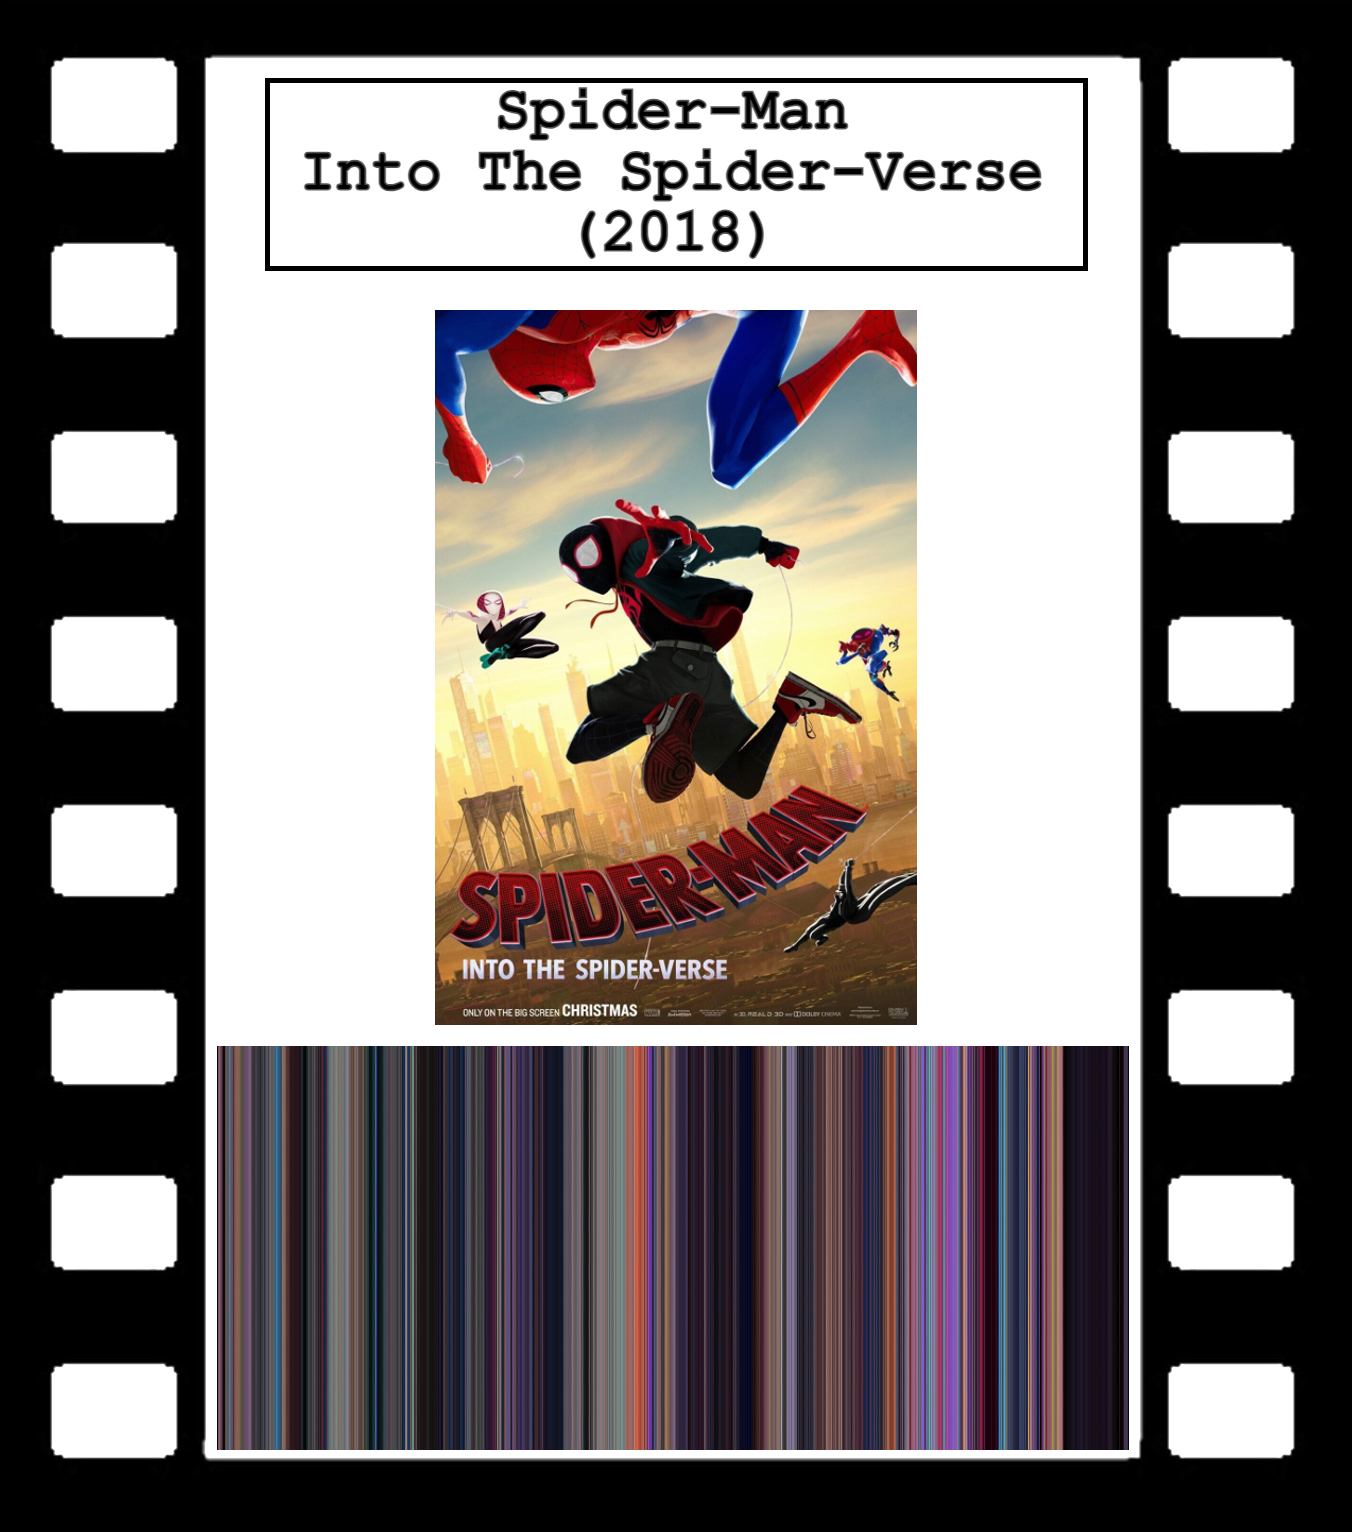 Spider-Man
Into The Spider-Verse
(2018)
SPIDER-MAN
INTO THE SPIDER-VERSE
ONLY ON THE BIG SCREEN CHRISTMAS